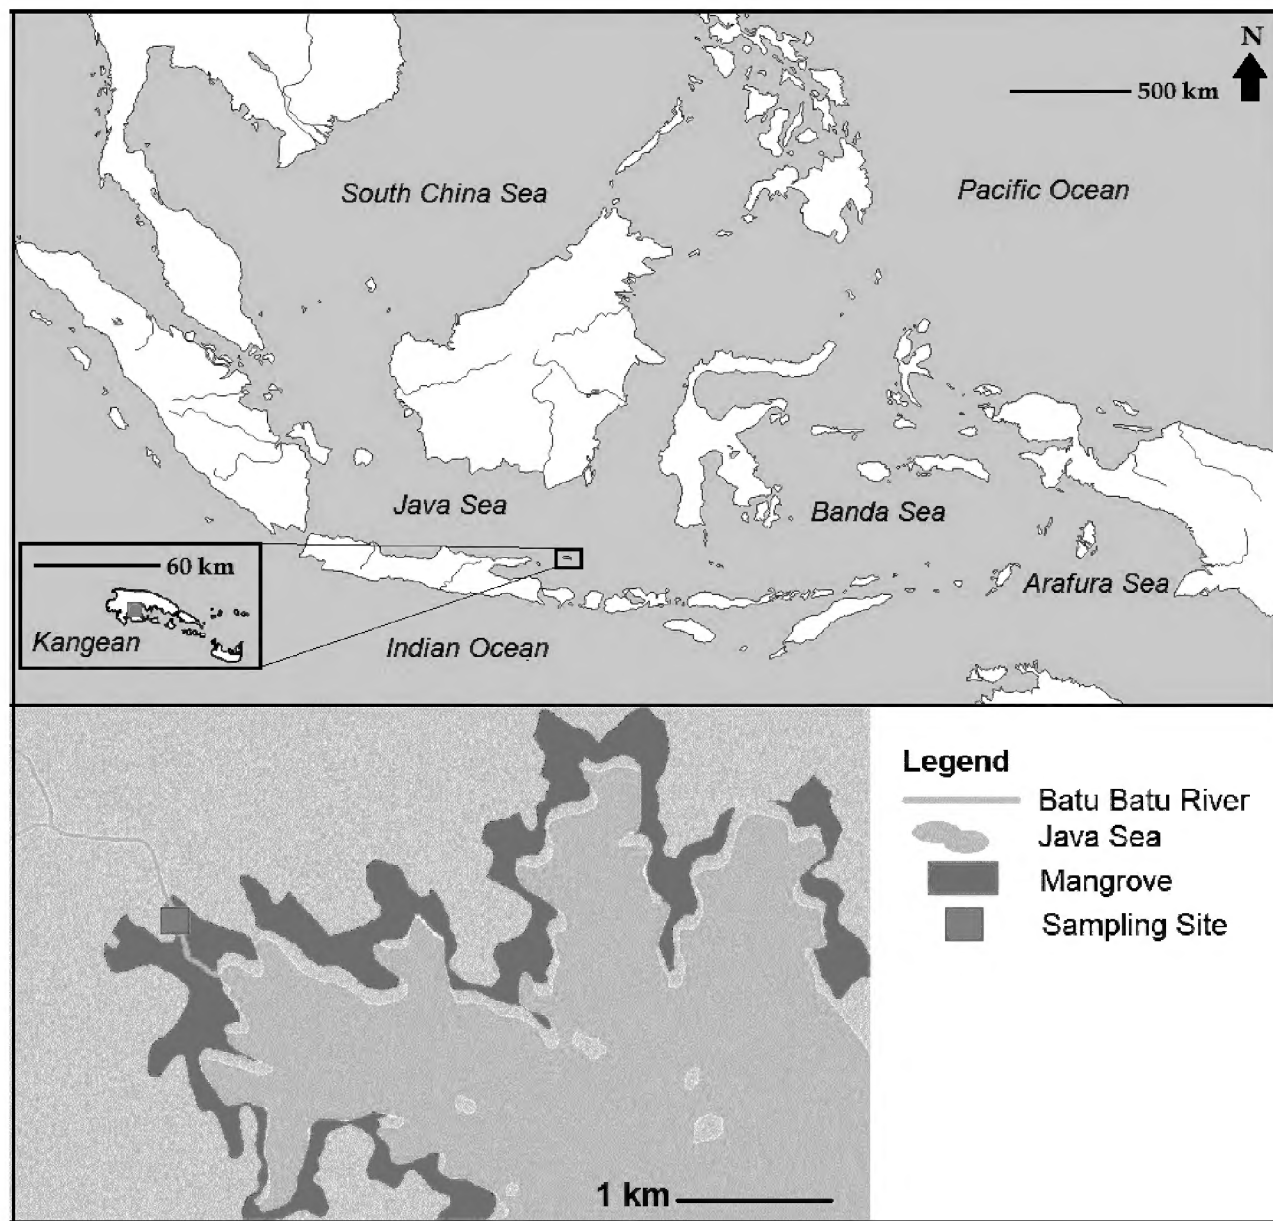 N
500 km
South China Sea
Pacific Ocean
Java Sea
Banda Sea
60 km
Arafura Sea
Kangean
Indian Ocean
Legend
Batu Batu River
Java Sea
Mangrove
Sampling Site
1 km